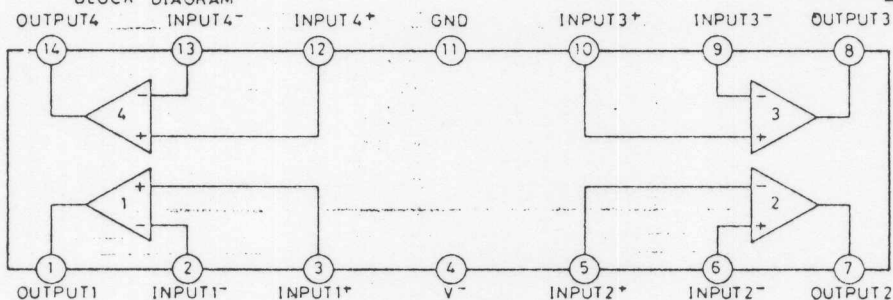 BLOCK DIAGRAM
OUTPUT4 INPUT4- INPUT4+ GND INPUT3+ INPUT3- OUTPUT3
14 13 12 11 10 9 8
- -
4 3
+ +
+ -
1 2
- +
1 2 3 4 5 6 7
OUTPUT1 INPUT1- INPUT1+ V- INPUT2+ INPUT2- OUTPUT2